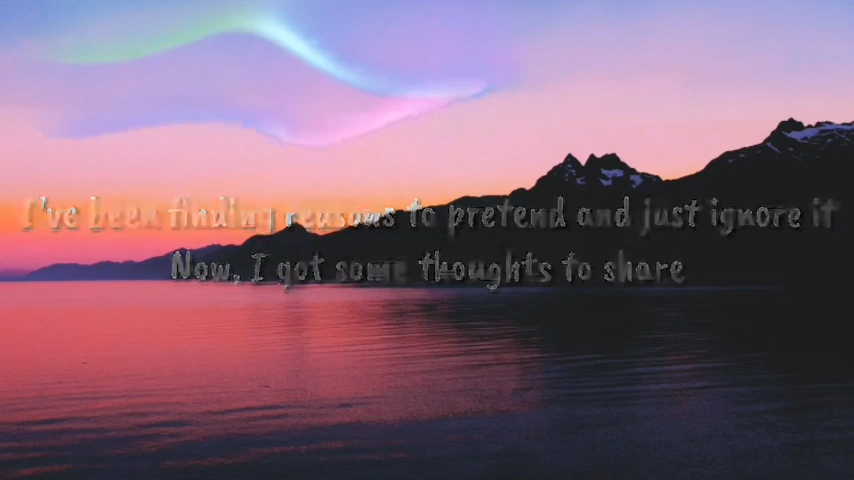 I've been finding reasons to pretend and just ignore it
Now, I got some thoughts to share